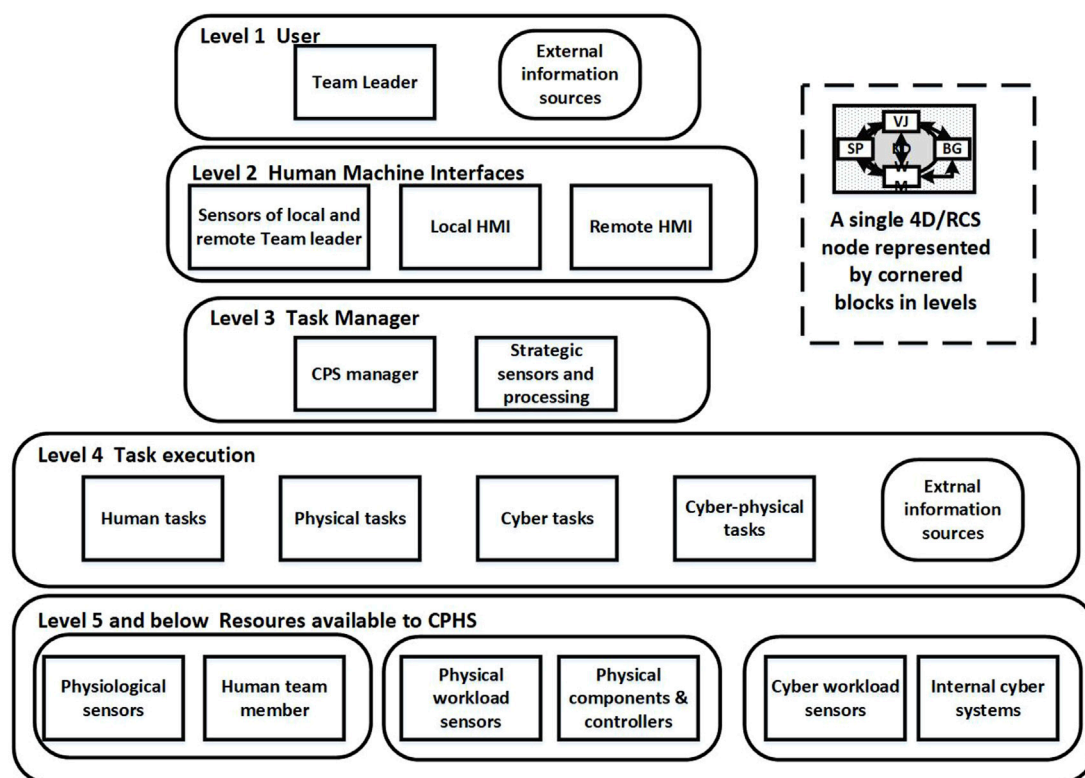 Level 1 User
Team Leader
External
information
sources
Level 2 Human Machine Interfaces
Sensors of local and
remote Team leader
Local HMI
Remote HMI
VJ
SP
BG
W
M
A single 4D/RCS
node represented
by cornered
blocks in levels
Level 3 Task Manager
CPS manager
Strategic
sensors and
processing
Level 4 Task execution
Human tasks
Physical tasks
Cyber tasks
Cyber-physical
tasks
Extrnal
information
sources
Level 5 and below Resoures available to CPHS
Physiological
sensors
Human team
member
Physical
workload
sensors
Physical
components &
controllers
Cyber workload
sensors
Internal cyber
systems